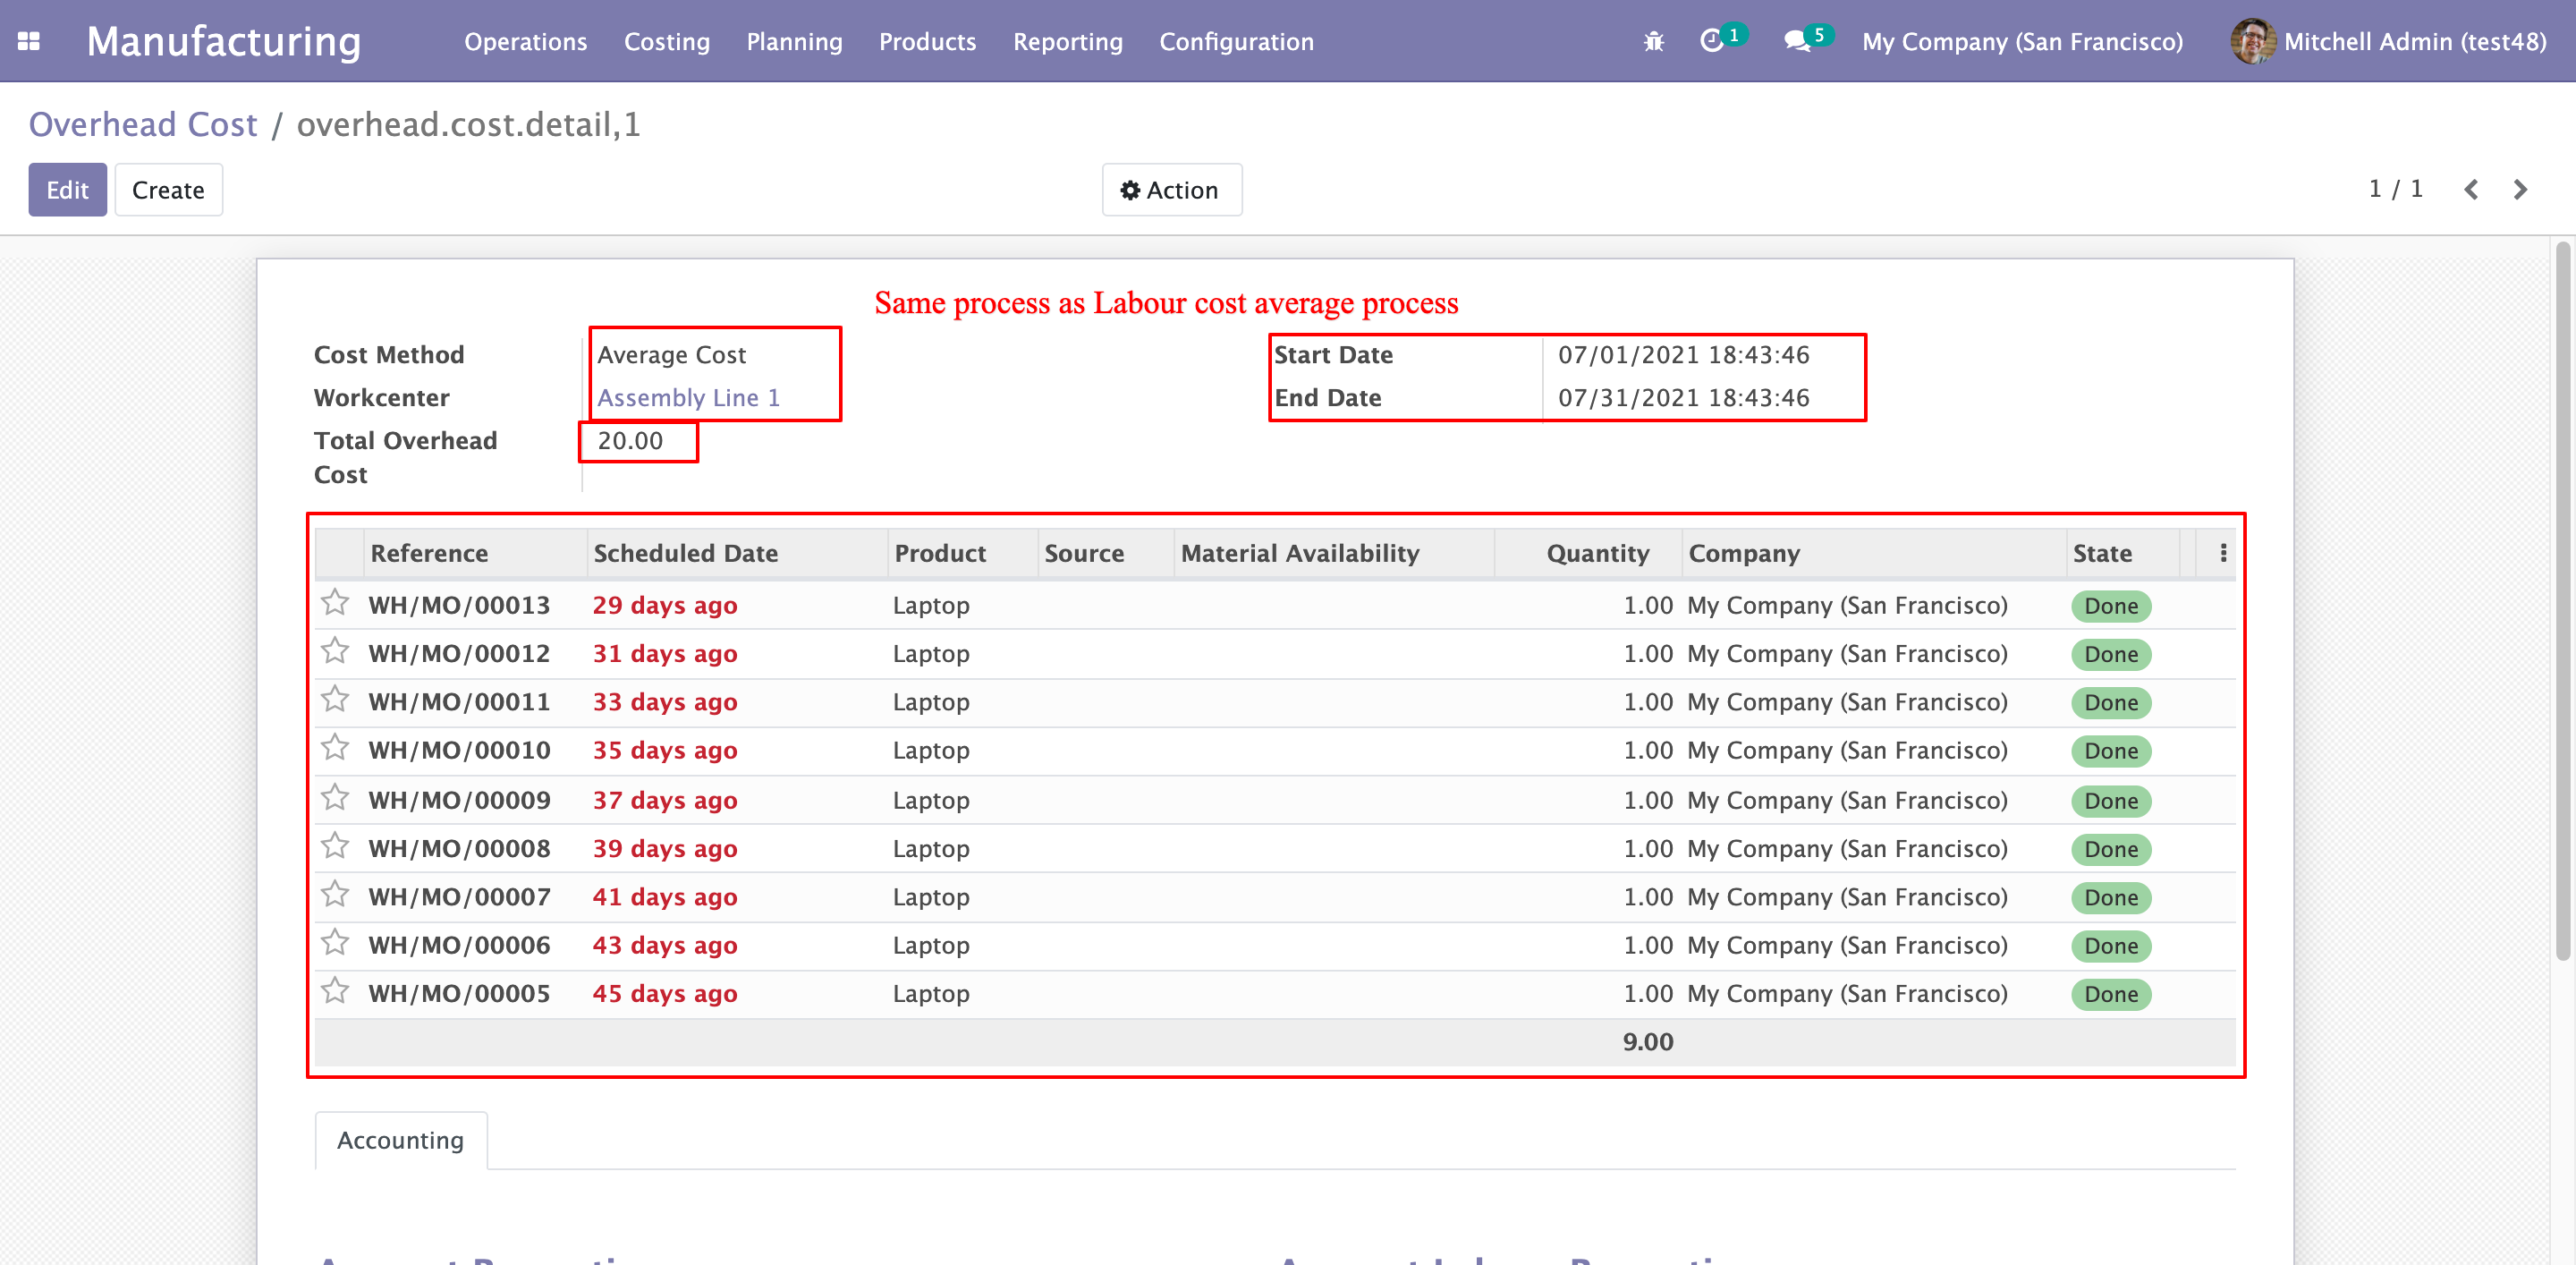 Manufacturing Operations Costing Planning Products Reporting Configuration 1 5 My Company (San Francisco) Mitchell Admin (test48)
Overhead Cost / overhead.cost.detail,1
Edit Create Action 1 / 1
Same process as Labour cost average process
Cost Method Average Cost Start Date 07/01/2021 18:43:46
Workcenter Assembly Line 1 End Date 07/31/2021 18:43:46
Total Overhead 20.00
Cost
Reference Scheduled Date Product Source Material Availability Quantity Company State
WH/MO/00013 29 days ago Laptop 1.00 My Company (San Francisco) Done
WH/MO/00012 31 days ago Laptop 1.00 My Company (San Francisco) Done
WH/MO/00011 33 days ago Laptop 1.00 My Company (San Francisco) Done
WH/MO/00010 35 days ago Laptop 1.00 My Company (San Francisco) Done
WH/MO/00009 37 days ago Laptop 1.00 My Company (San Francisco) Done
WH/MO/00008 39 days ago Laptop 1.00 My Company (San Francisco) Done
WH/MO/00007 41 days ago Laptop 1.00 My Company (San Francisco) Done
WH/MO/00006 43 days ago Laptop 1.00 My Company (San Francisco) Done
WH/MO/00005 45 days ago Laptop 1.00 My Company (San Francisco) Done
9.00
Accounting